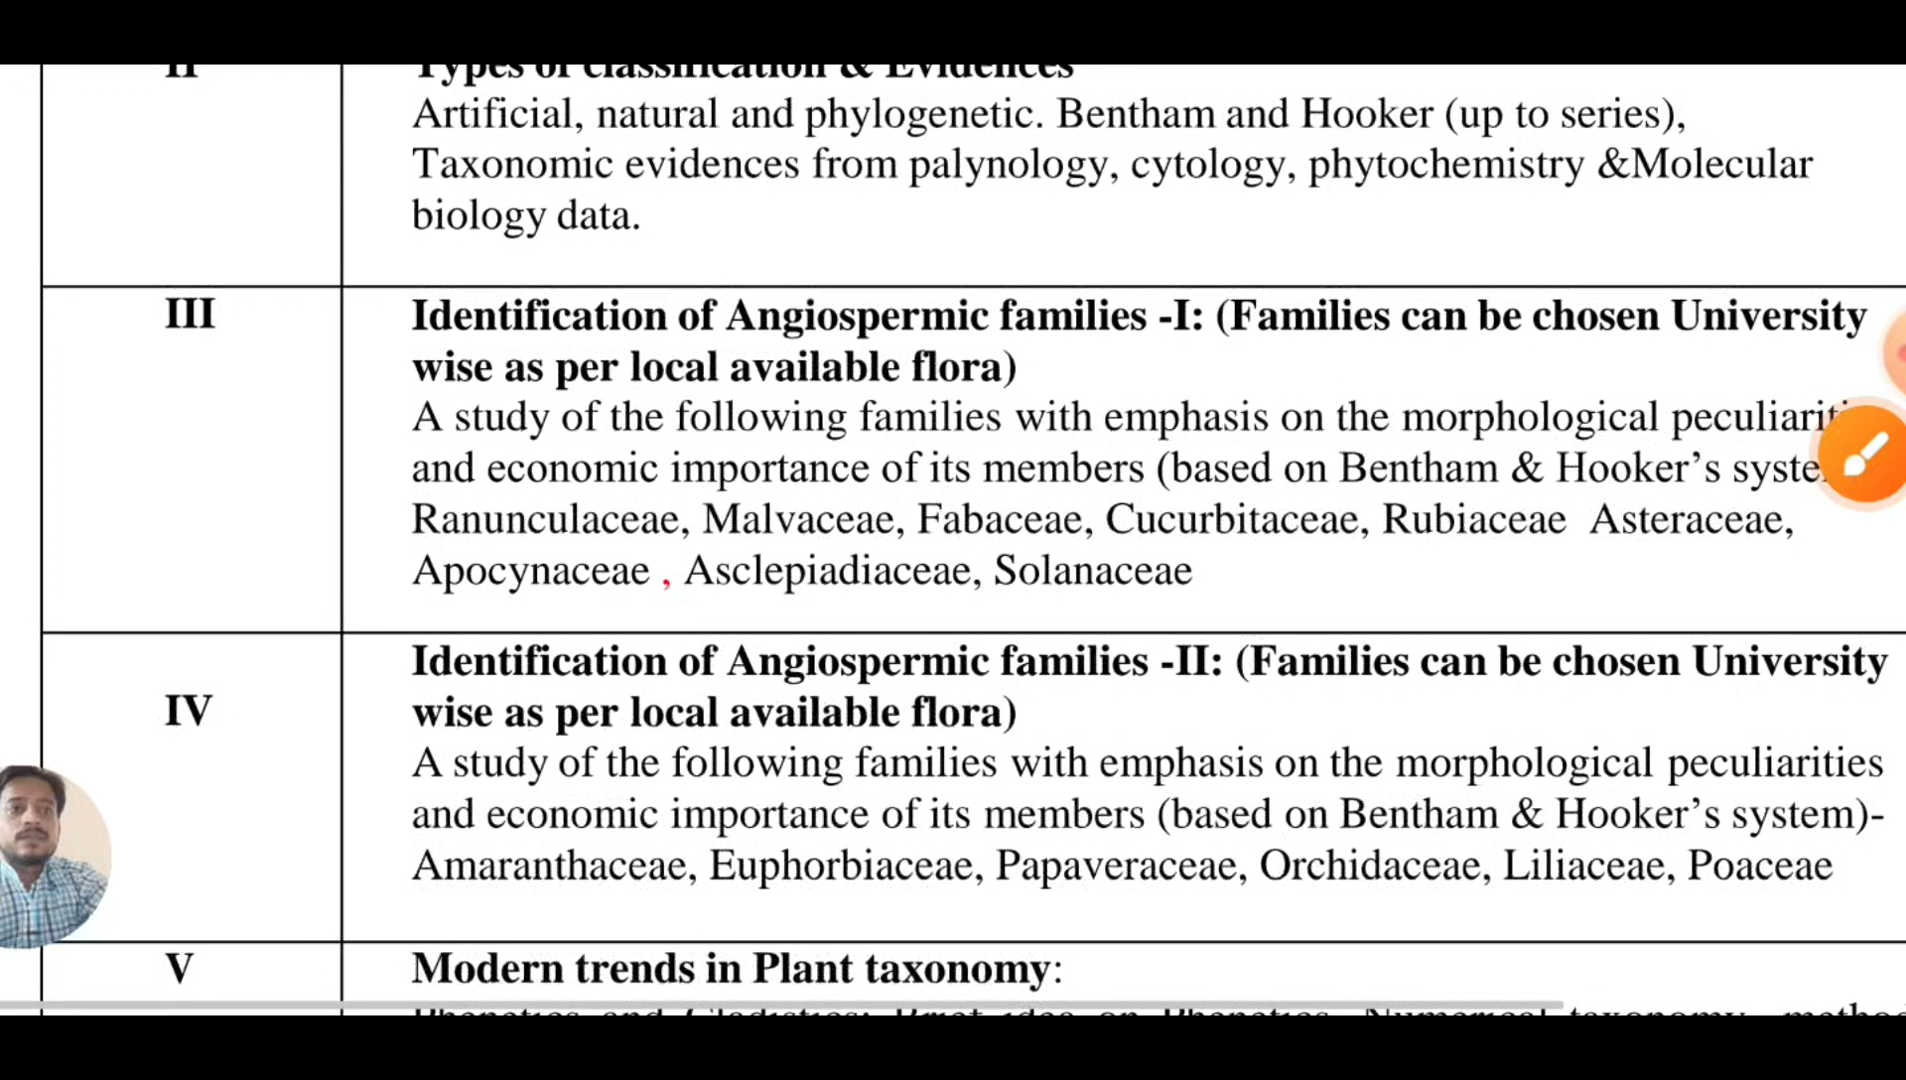 II Types of classification & Evidences
Artificial, natural and phylogenetic. Bentham and Hooker (up to series),
Taxonomic evidences from palynology, cytology, phytochemistry &Molecular
biology data.
III Identification of Angiospermic families -I: (Families can be chosen University
wise as per local available flora)
A study of the following families with emphasis on the morphological
and economic importance of its members (based on Bentham & Hooker’s
Ranunculaceae, Malvaceae, Fabaceae, Cucurbitaceae, Rubiaceae Asteraceae,
Apocynaceae , Asclepiadiaceae, Solanaceae
Identification of Angiospermic families -II: (Families can be chosen University
IV wise as per local available flora)
A study of the following families with emphasis on the morphological peculiarities
and economic importance of its members (based on Bentham & Hooker’s system)-
Amaranthaceae, Euphorbiaceae, Papaveraceae, Orchidaceae, Liliaceae, Poaceae
V Modern trends in Plant taxonomy: